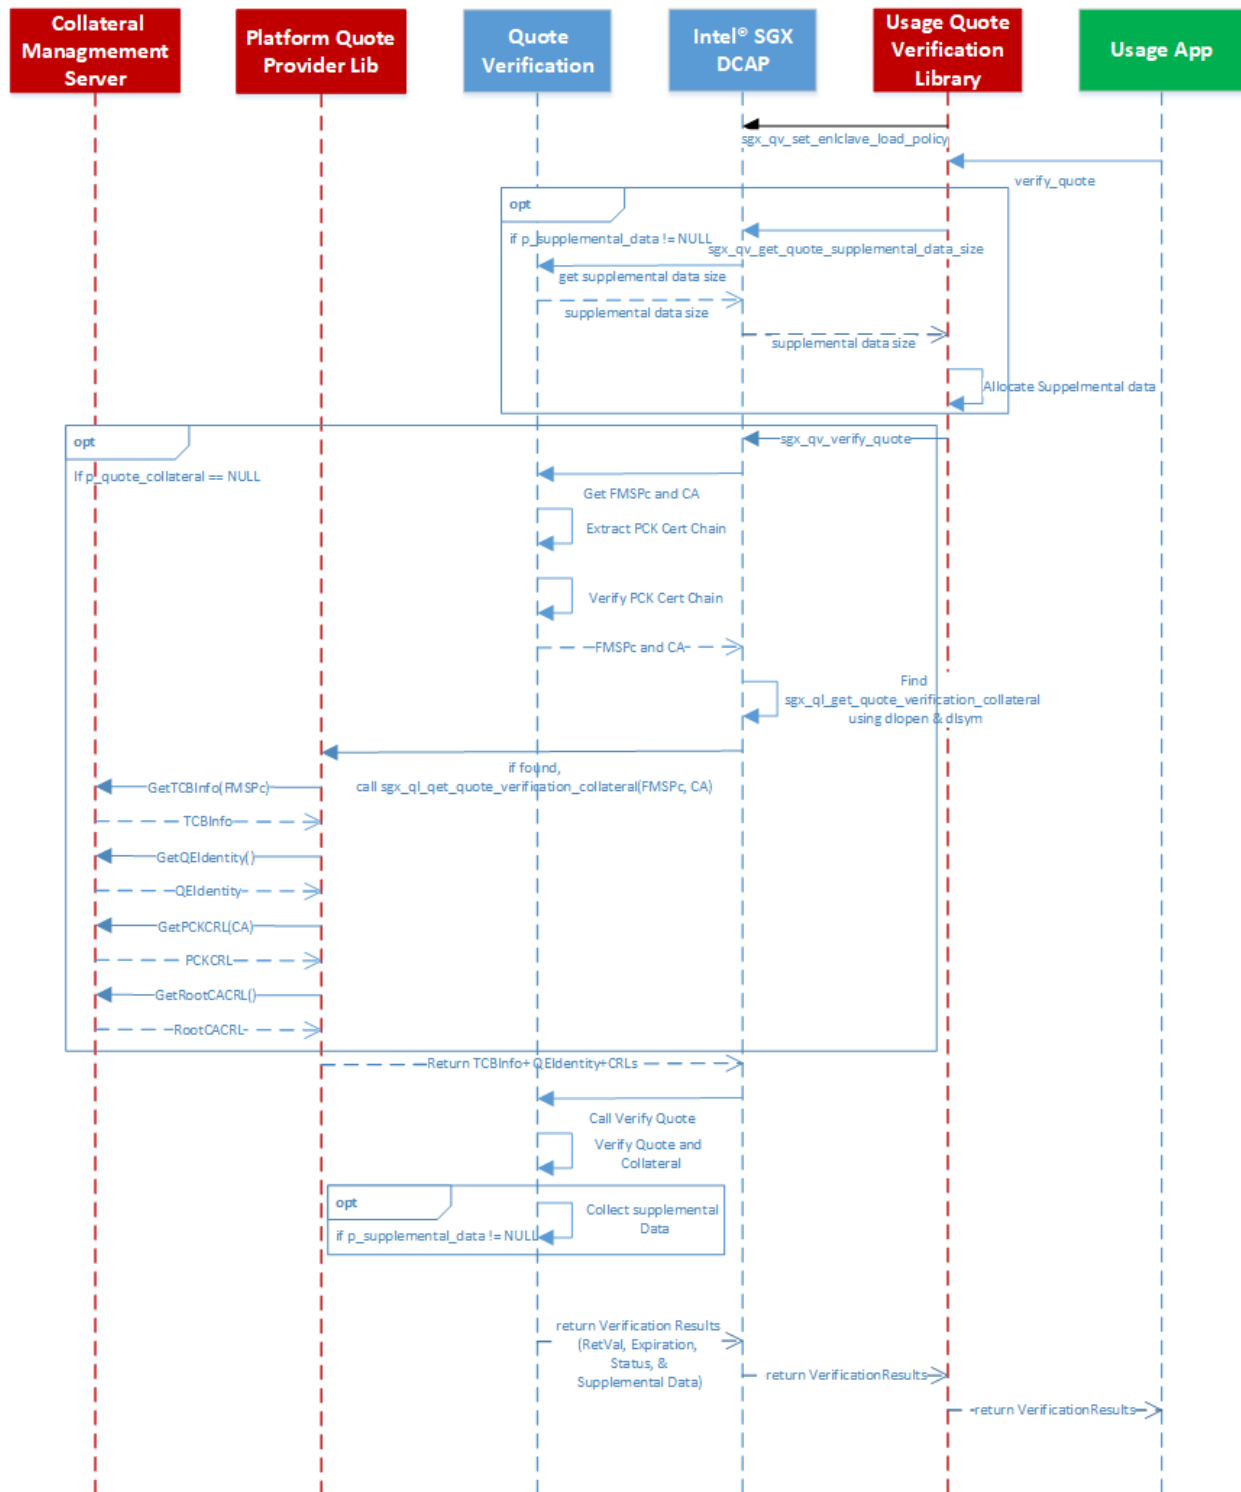 Collateral
Managmement
Server
Platform Quote
Provider Lib
Quote
Verification
Intel® SGX
DCAP
Usage Quote
Verification
Library
Usage App
sgx_qv_set_enlclave_load_policy
verify_quote
opt
if p_supplemental_data != NULL
sgx_qv_get_quote_supplemental_data_size
get supplemental data size
supplemental data size
supplemental data size
Allocate Suppelmental data
opt
If p_quote_collateral == NULL
sgx_qv_verify_quote
Get FMSPc and CA
Extract PCK Cert Chain
Verify PCK Cert Chain
FMSPc and CA
Find
sgx_ql_get_quote_verification_collateral
using dlopen & dlsym
if found,
call sgx_ql_qet_quote_verification_collateral(FMSPc, CA)
GetTCBInfo(FMSPc)
TCBInfo
GetQEIdentity()
QEIdentity
GetPCKCRL(CA)
PCKCRL
GetRootCACRL()
RootCACRL
Return TCBInfo+QEIdentity+CRLs
Call Verify Quote
Verify Quote and
Collateral
opt
if p_supplemental_data != NULL
Collect supplemental
Data
return Verification Results
(RetVal, Expiration,
Status, &
Supplemental Data)
return VerificationResults
return VerificationResults